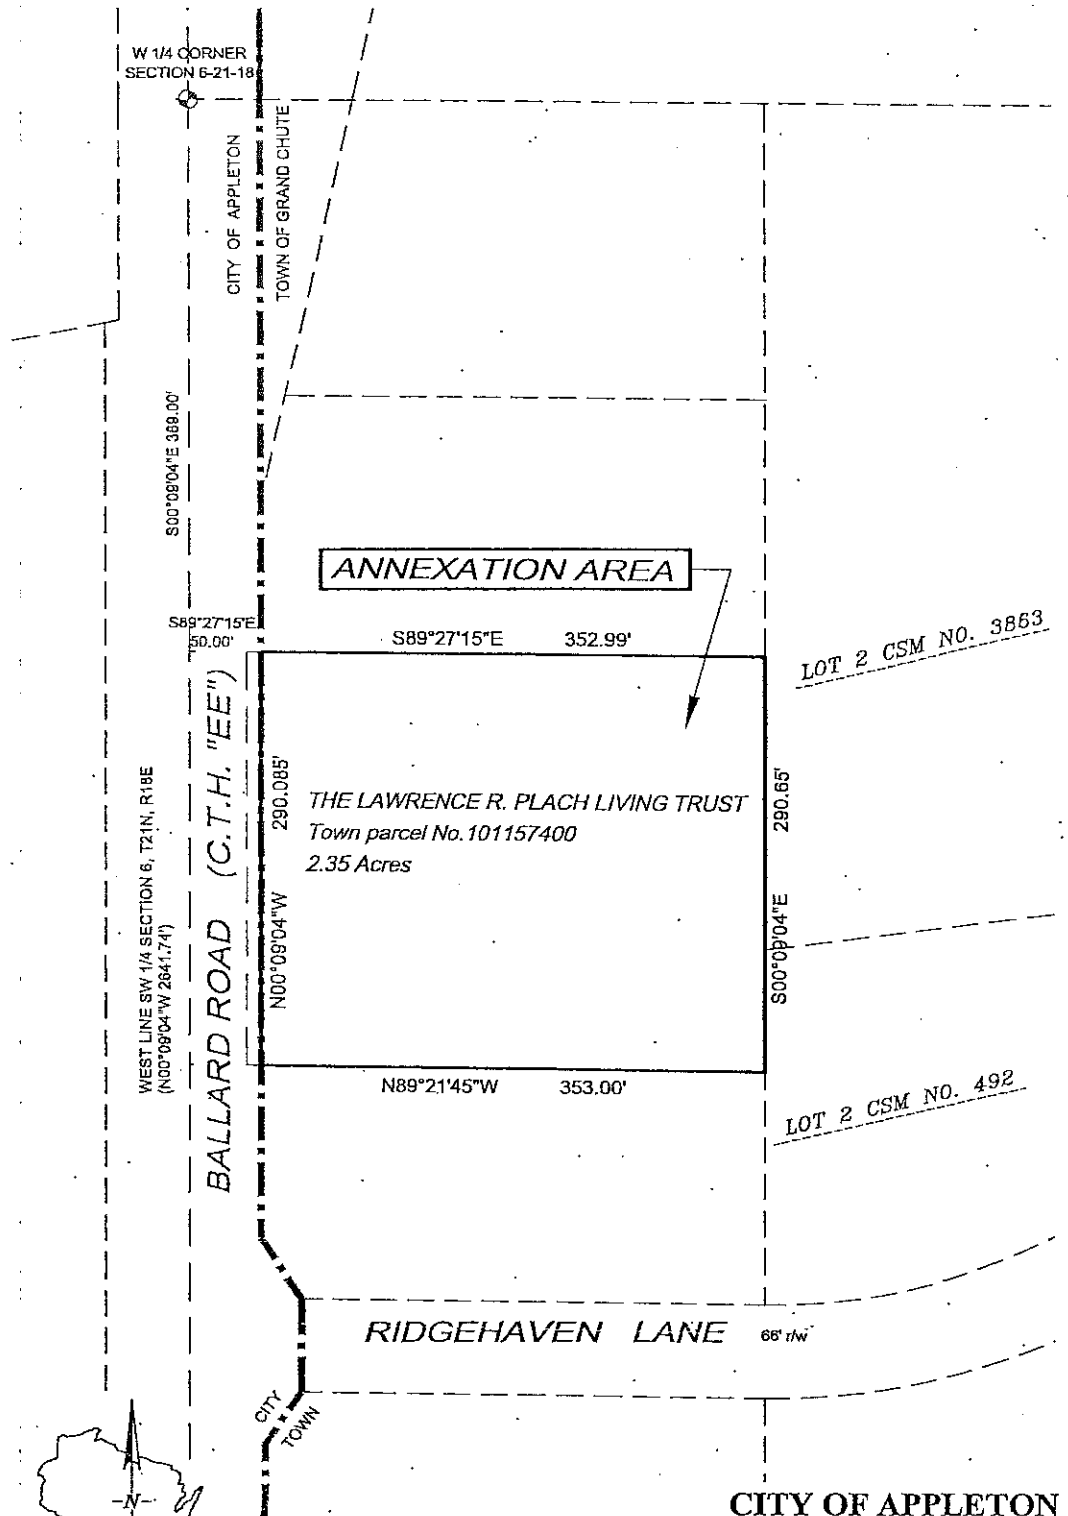 W 1/4 CORNER
SECTION 6-21-18
CITY OF APPLETON
TOWN OF GRAND CHUTE
S00°09'04"E 369.00'
ANNEXATION AREA
S89°27'15"E
50.00'
S89°27'15"E 352.99'
LOT 2 CSM NO. 3863
BALLARD ROAD (C.T.H. "EE")
WEST LINE SW 1/4 SECTION 6, T21N, R18E
(N00°09'04"W 2641.74')
N00°09'04"W 290.085'
THE LAWRENCE R. PLACH LIVING TRUST
Town parcel No.101157400
2.35 Acres
S00°09'04"E 290.65'
N89°21'45"W 353.00'
LOT 2 CSM NO. 492
RIDGEHAVEN LANE 66' r/w
CITY
TOWN
-N-
CITY OF APPLETON